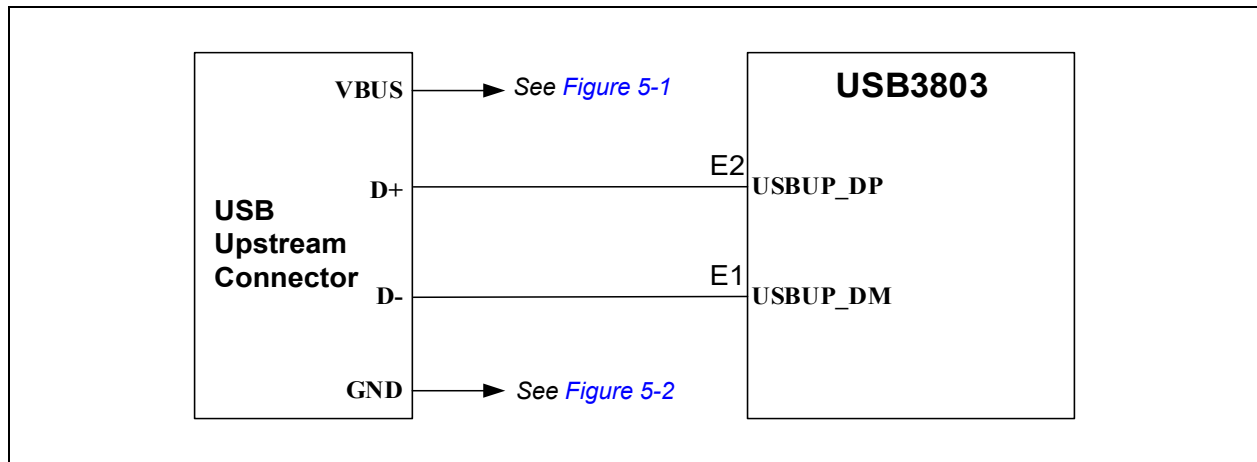 VBUS
See Figure 5-1
USB3803
E2
D+
USBUP_DP
USB
Upstream
Connector
E1
D-
USBUP_DM
GND
See Figure 5-2